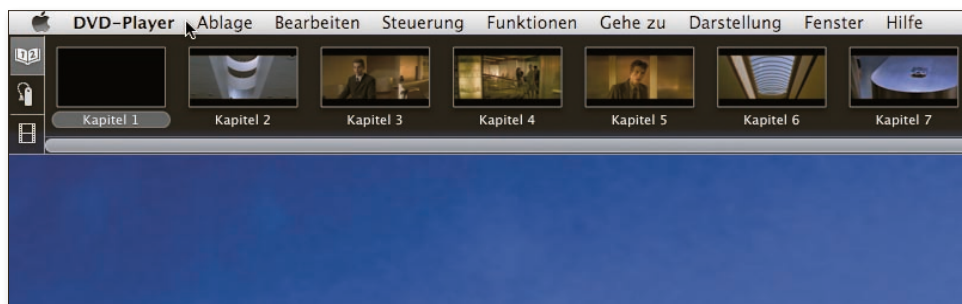 DVD-Player Ablage Bearbeiten Steuerung Funktionen Gehe zu Darstellung Fenster Hilfe
12
Kapitel 1 Kapitel 2 Kapitel 3 Kapitel 4 Kapitel 5 Kapitel 6 Kapitel 7